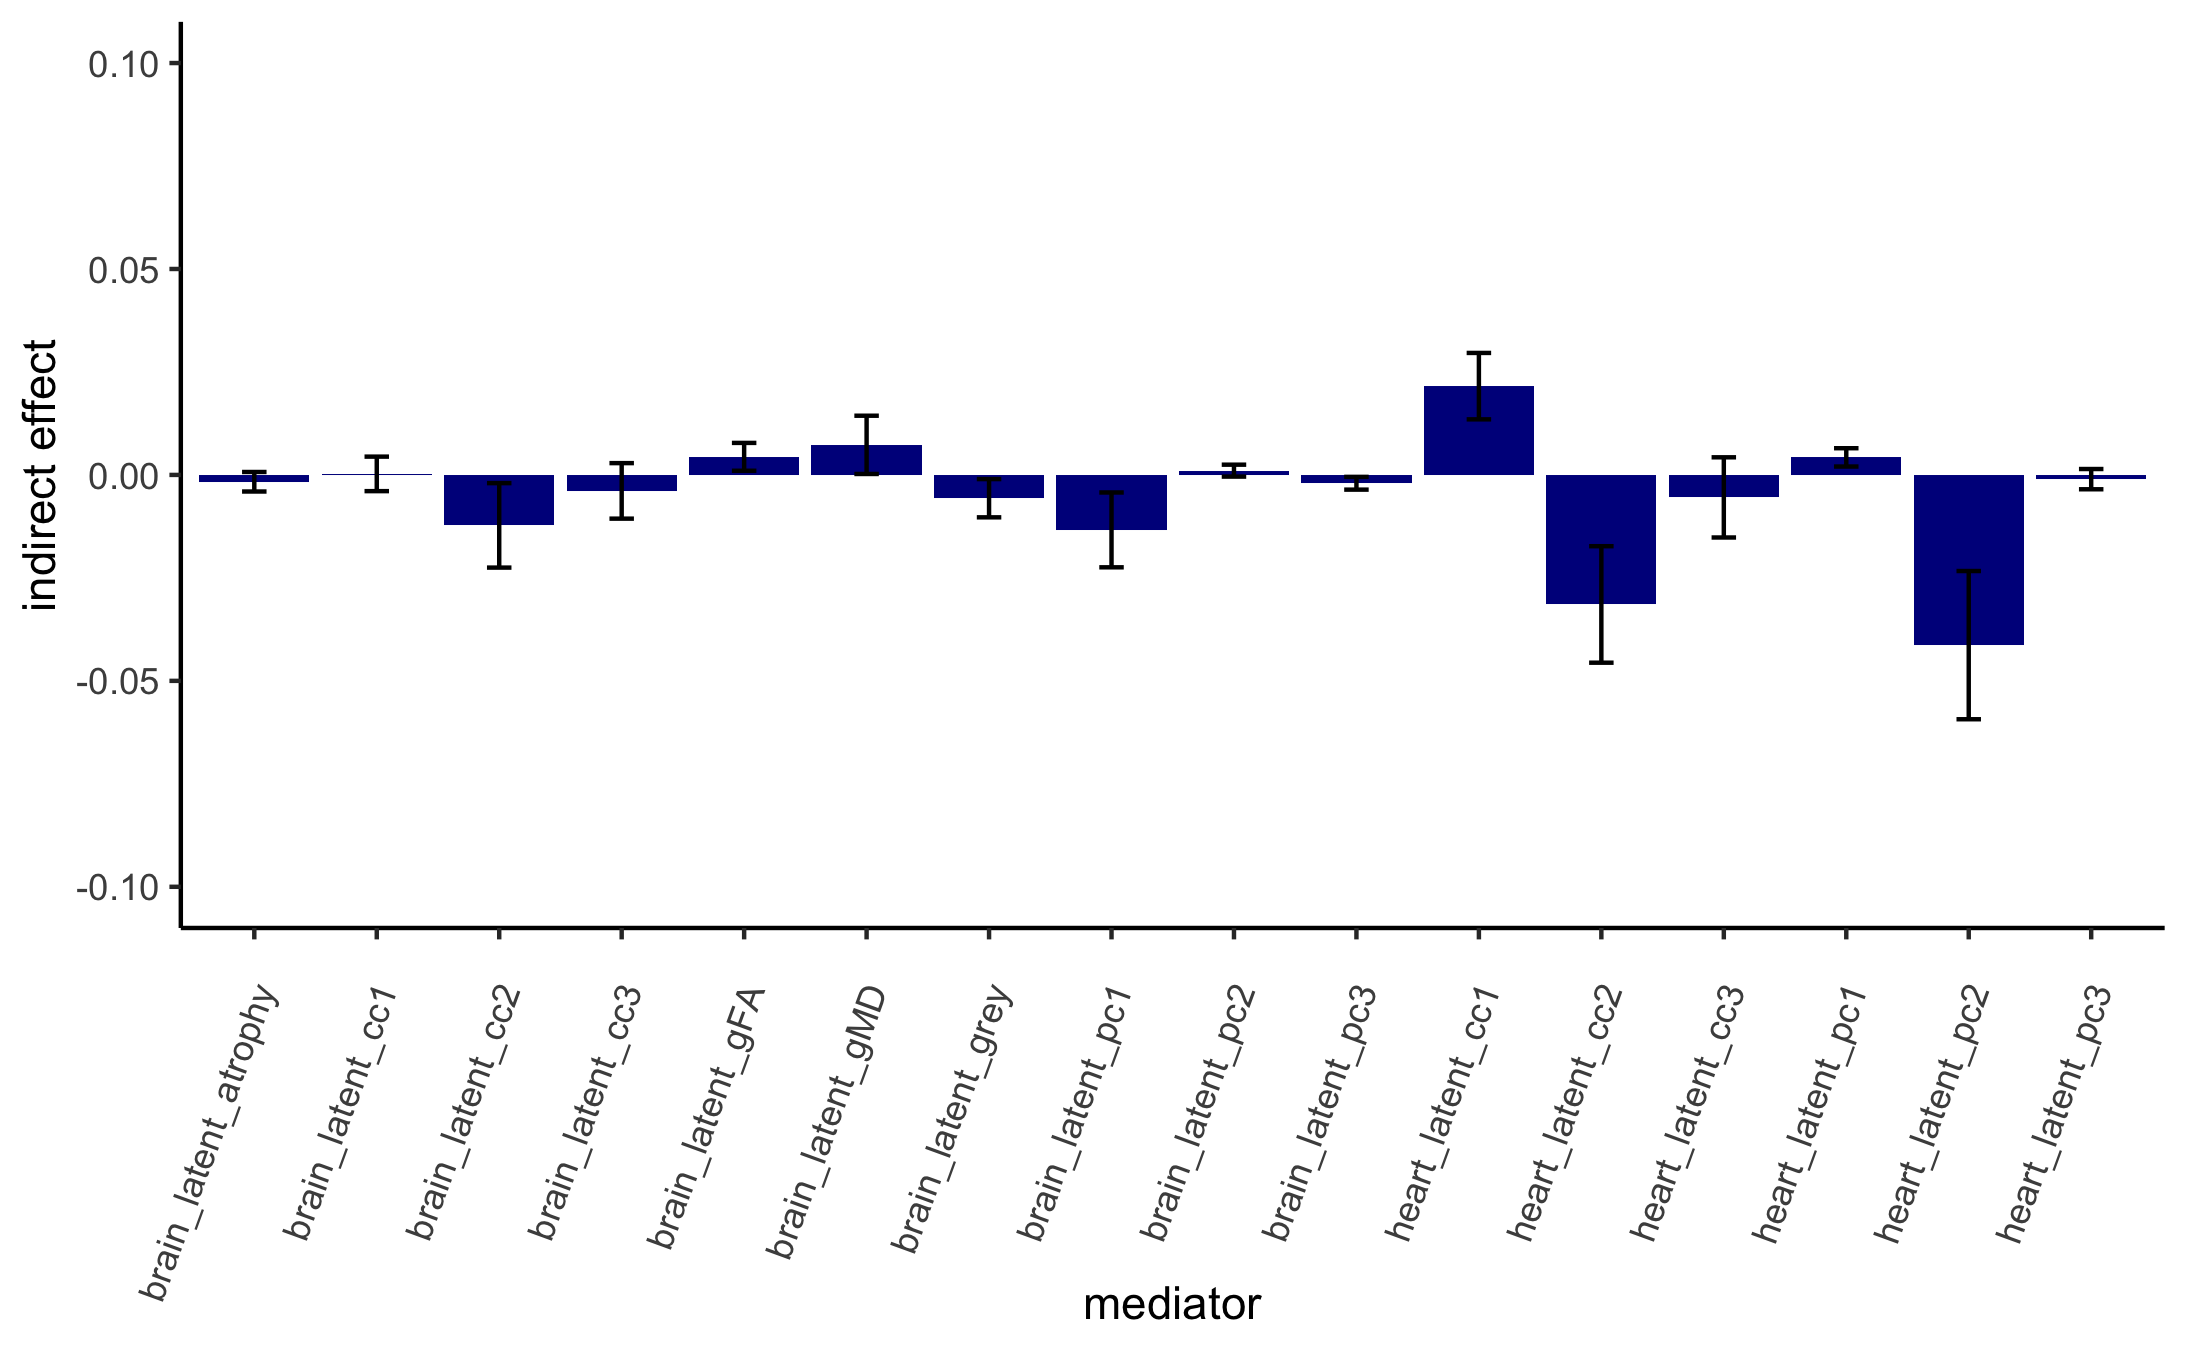 0.10
0.05
0.00
-0.05
-0.10
indirect effect
brain_latent_atrophy
brain_latent_cc1
brain_latent_cc2
brain_latent_cc3
brain_latent_gFA
brain_latent_gMD
brain_latent_grey
brain_latent_pc1
brain_latent_pc2
brain_latent_pc3
heart_latent_cc1
heart_latent_cc2
heart_latent_cc3
heart_latent_pc1
heart_latent_pc2
heart_latent_pc3
mediator